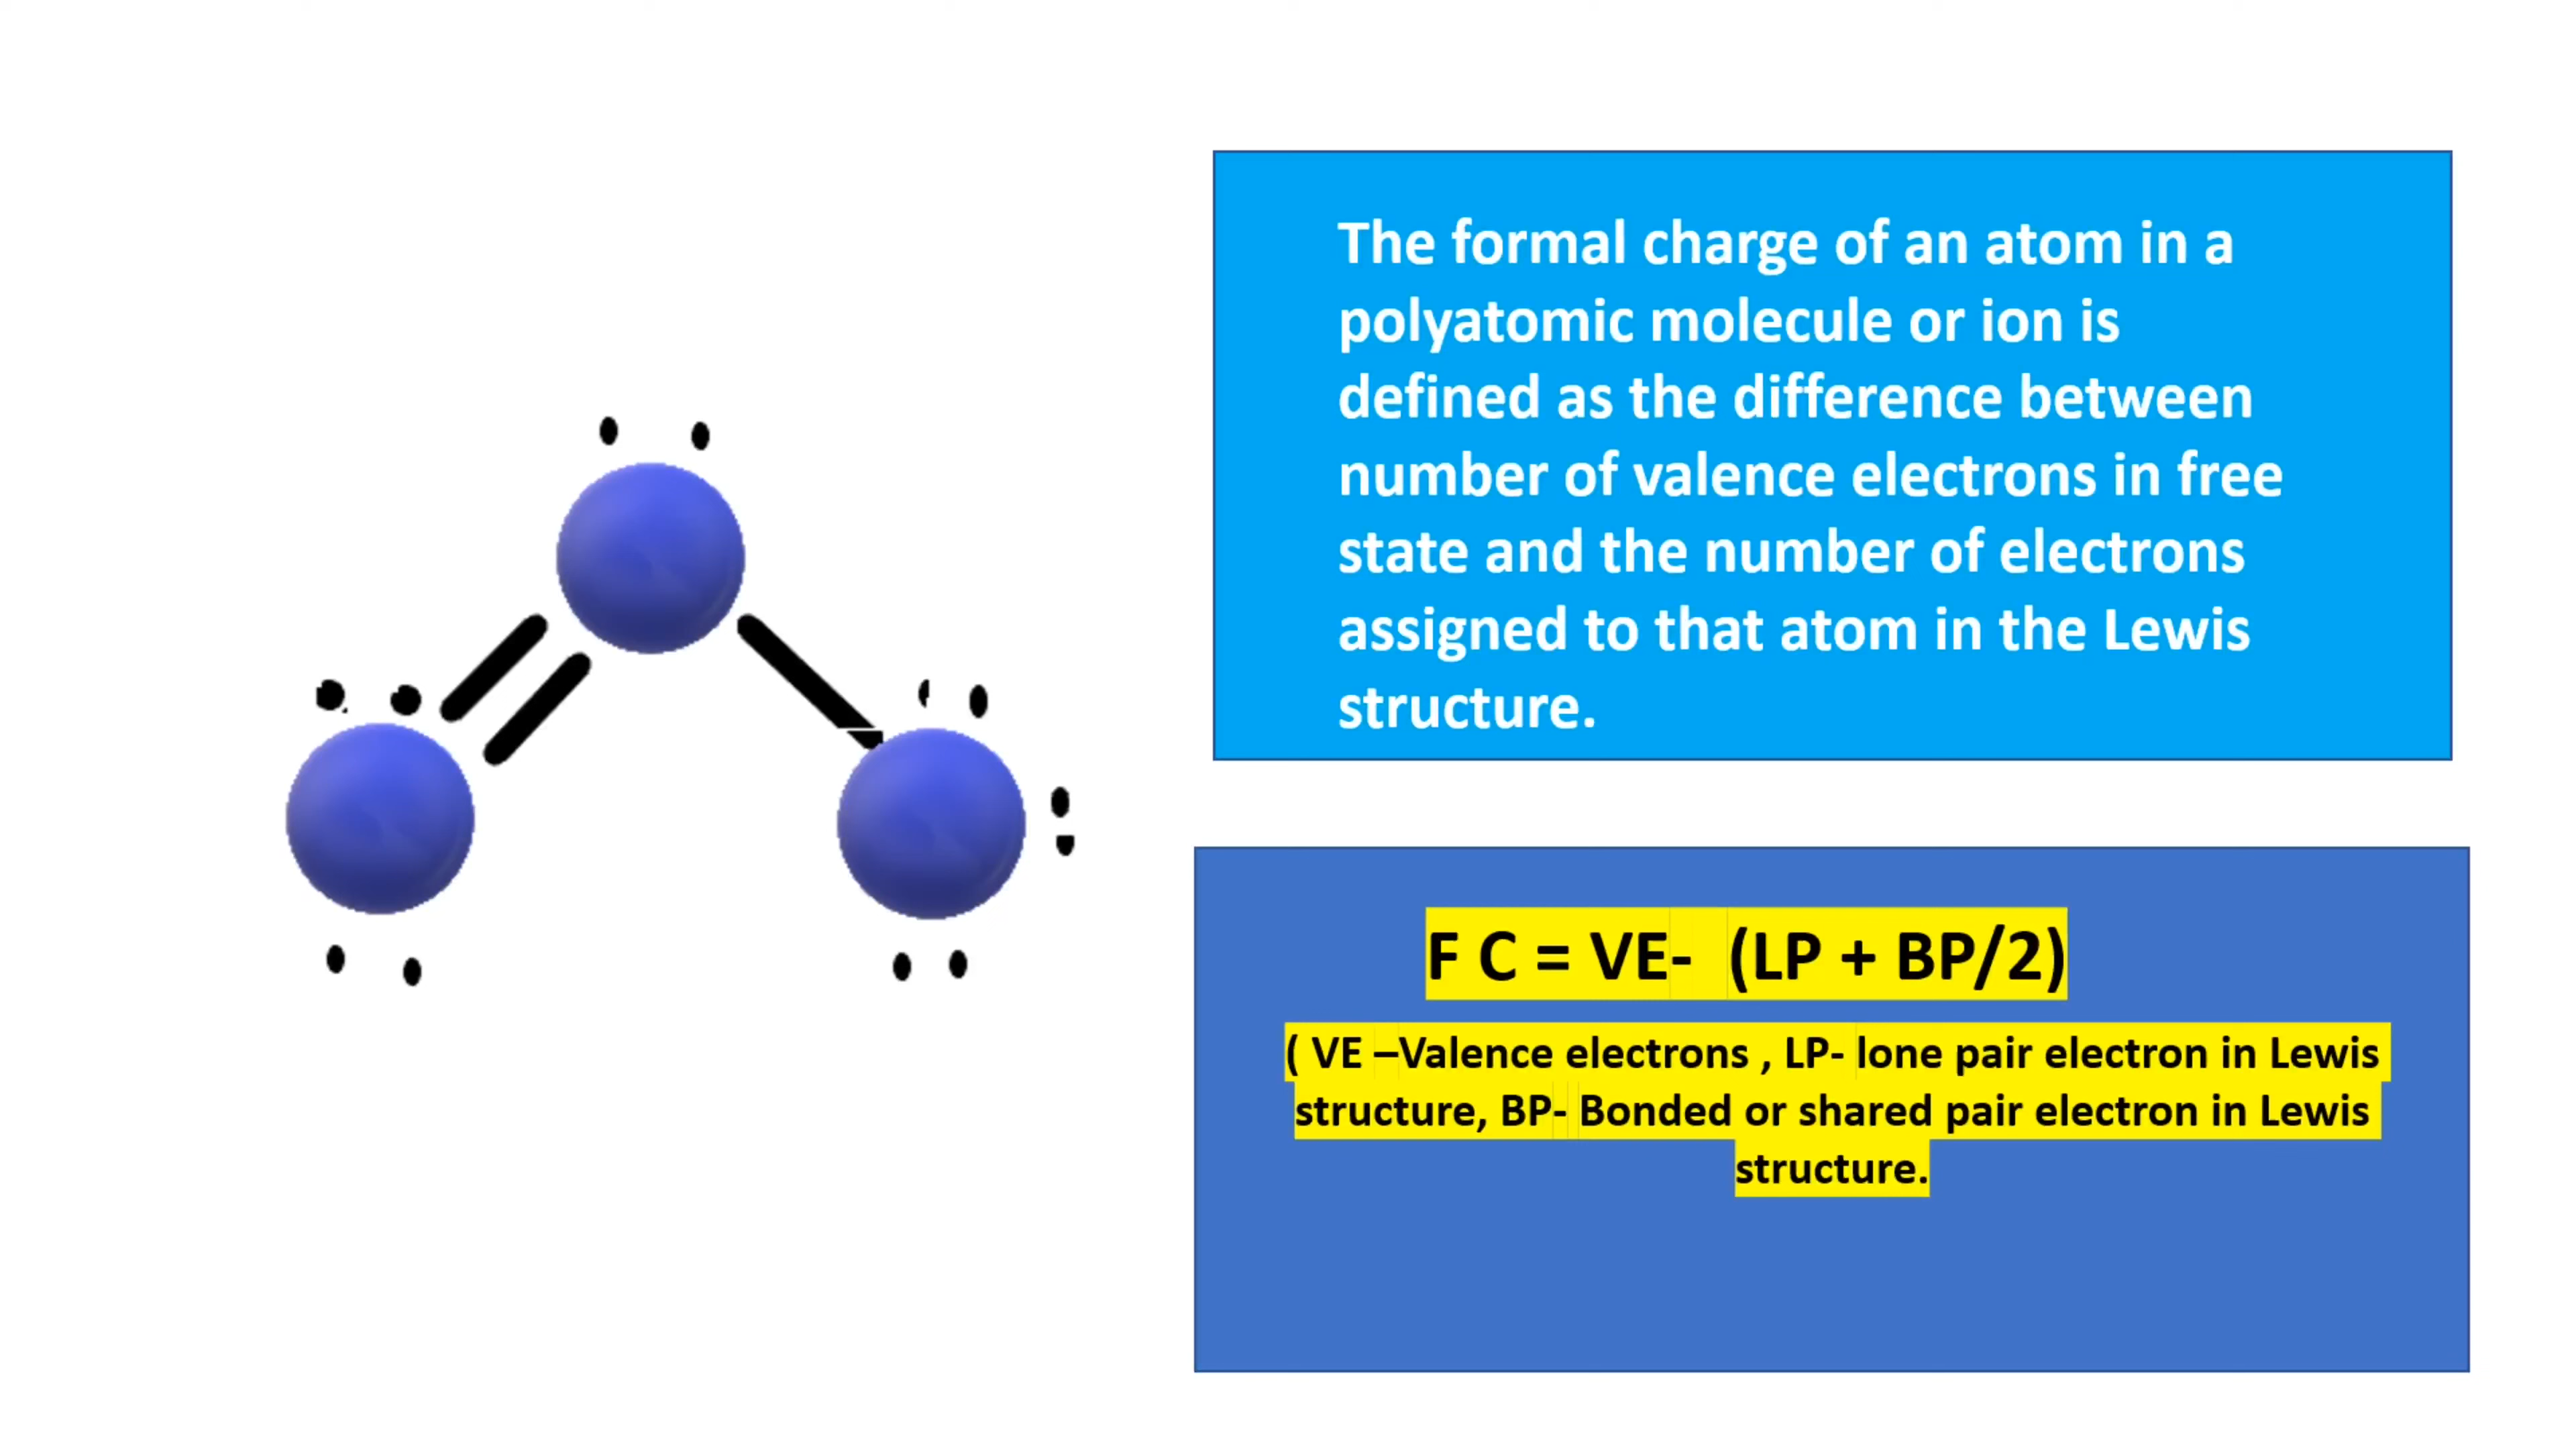 The formal charge of an atom in a
polyatomic molecule or ion is
defined as the difference between
number of valence electrons in free
state and the number of electrons
assigned to that atom in the Lewis
structure.
F C = VE- (LP + BP/2)
( VE –Valence electrons , LP- lone pair electron in Lewis
structure, BP- Bonded or shared pair electron in Lewis
structure.